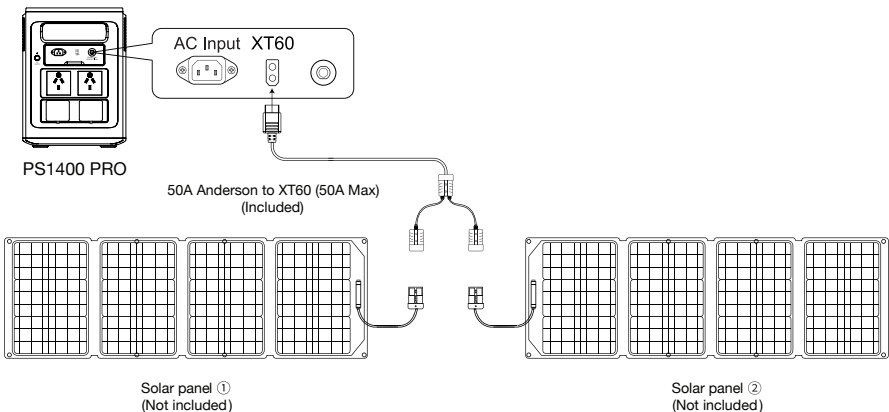 AC Input XT60
PS1400 PRO
50A Anderson to XT60 (50A Max)
(Included)
Solar panel ①
(Not included)
Solar panel ②
(Not included)